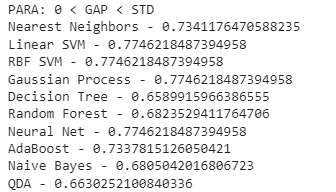 PARA: 0 < GAP < STD
Nearest Neighbors - 0.7341176470588235
Linear SVM - 0.7746218487394958
RBF SVM - 0.7746218487394958
Gaussian Process - 0.7746218487394958
Decision Tree - 0.6589915966386555
Random Forest - 0.6823529411764706
Neural Net - 0.7746218487394958
AdaBoost - 0.7337815126050421
Naive Bayes - 0.6805042016806723
QDA - 0.6630252100840336